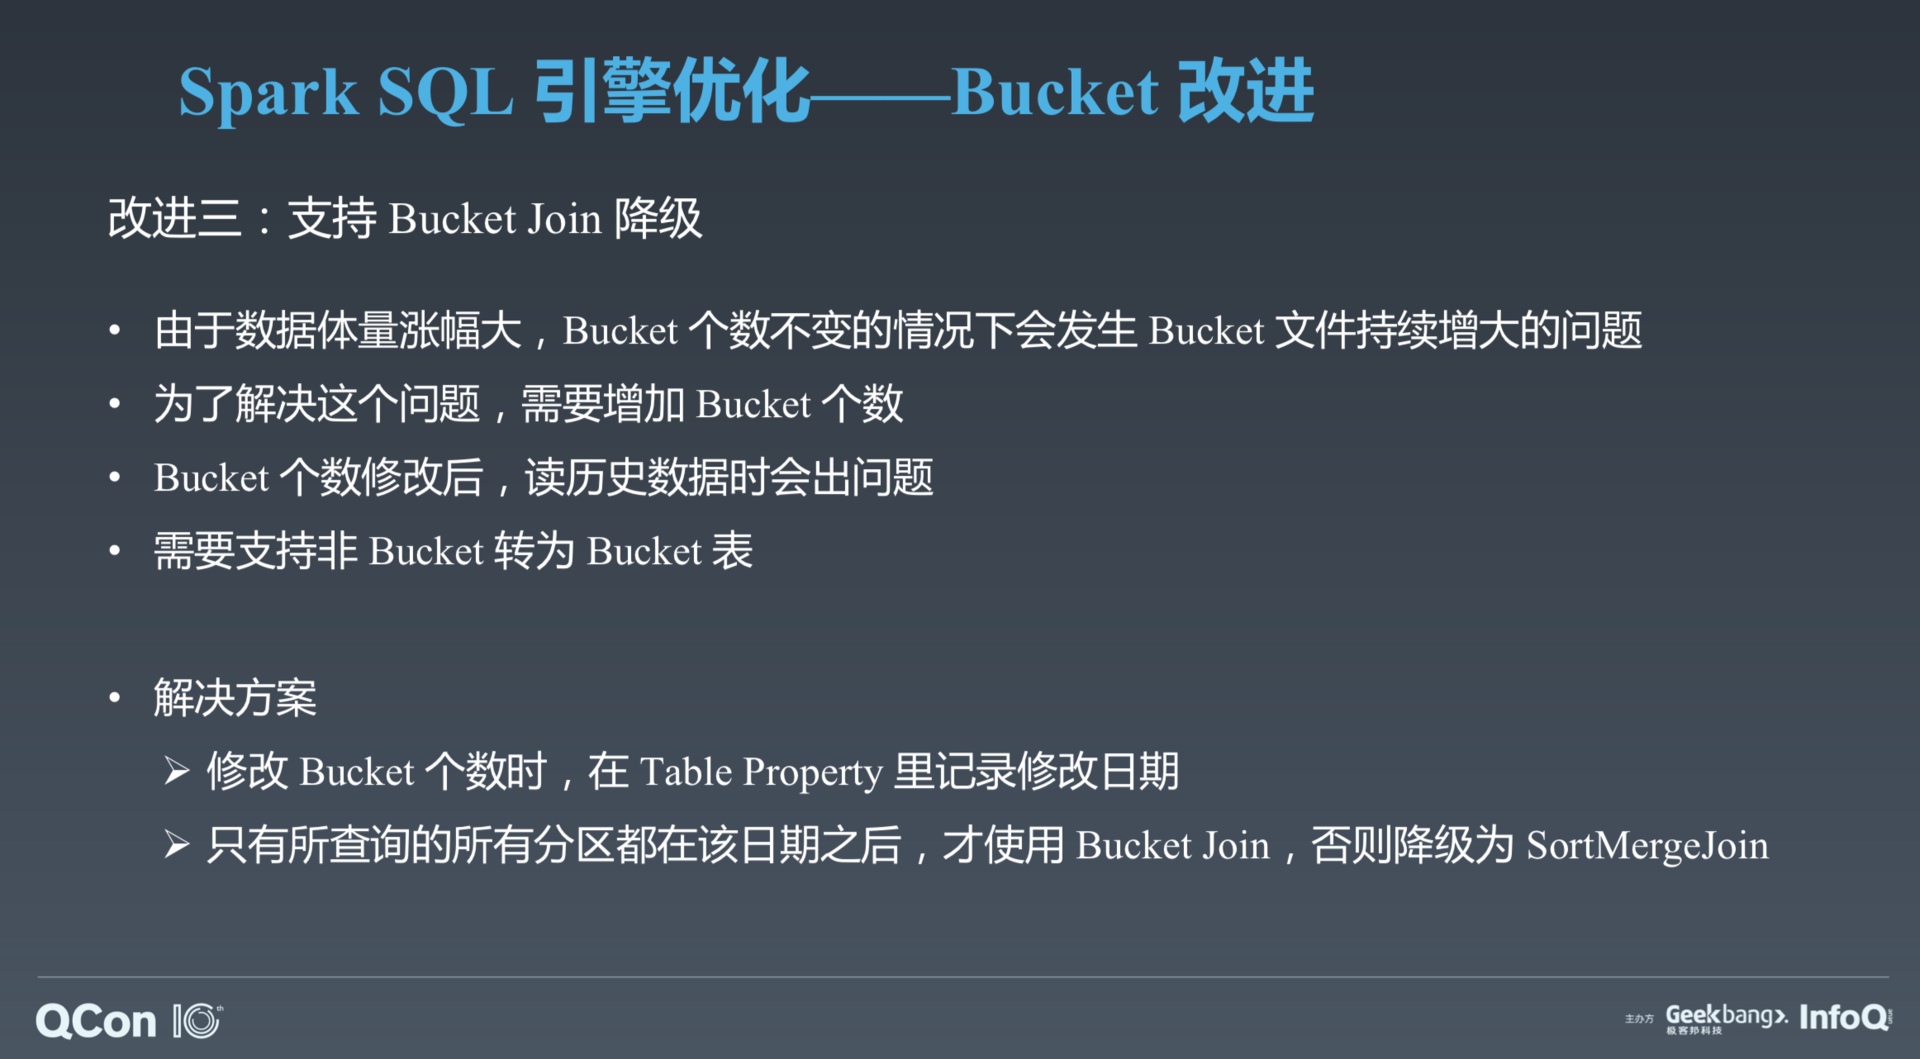 Spark SQL 引擎优化——Bucket 改进
改进三：支持 Bucket Join 降级
• 由于数据体量涨幅大，Bucket 个数不变的情况下会发生 Bucket 文件持续增大的问题
• 为了解决这个问题，需要增加 Bucket 个数
• Bucket 个数修改后，读历史数据时会出问题
• 需要支持非 Bucket 转为 Bucket 表
• 解决方案
➢ 修改 Bucket 个数时，在 Table Property 里记录修改日期
➢ 只有所查询的所有分区都在该日期之后，才使用 Bucket Join，否则降级为 SortMergeJoin
QCon 10th
主办方 Geekbang>. InfoQ
极客邦科技